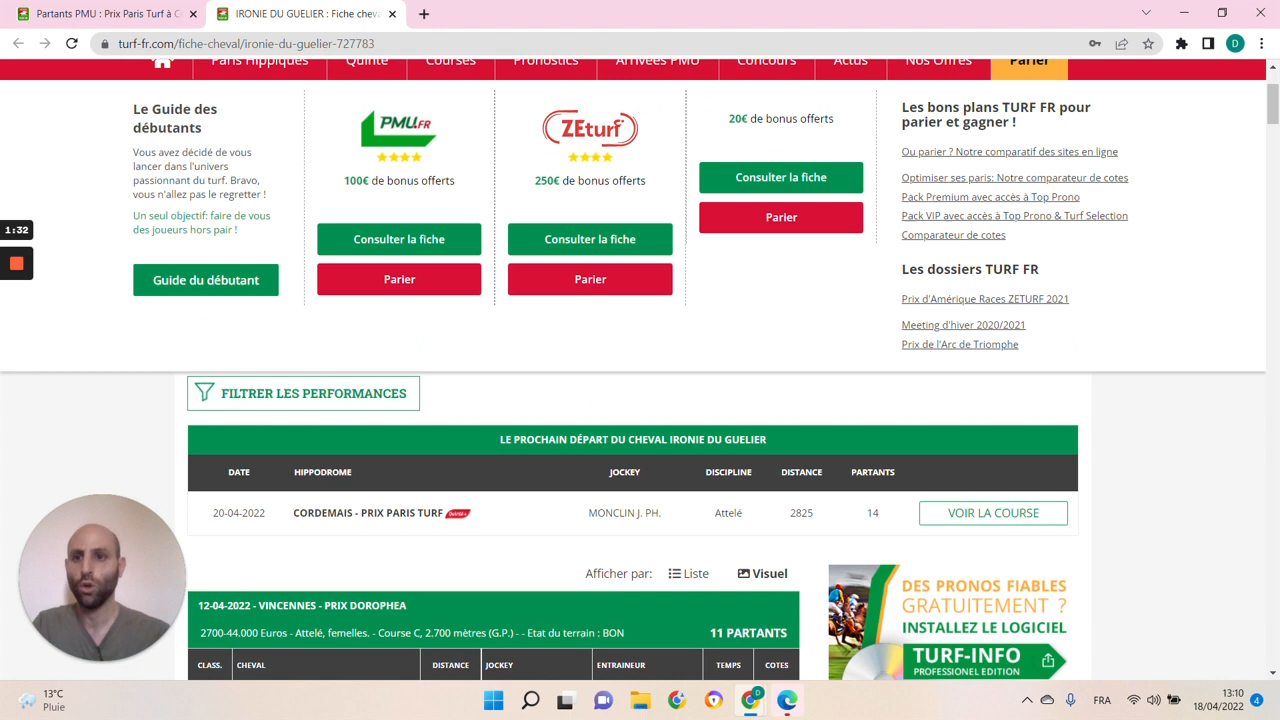 Partants PMU : Prix Paris Turf à C
IRONIE DU GUELIER : Fiche cheva
turf-fr.com/fiche-cheval/ironie-du-guelier-727783
D
Paris Hippiques
Quinté
Courses
Pronostics
Arrivées PMU
Concours
Actus
Nos Offres
Parier
Le Guide des
débutants
Vous avez décidé de vous
lancer dans l'univers
passionnant du turf. Bravo,
vous n'allez pas le regretter !
Un seul objectif: faire de vous
des joueurs hors pair !
Guide du débutant
PMU.FR
100€ de bonus offerts
Consulter la fiche
Parier
ZEturf
250€ de bonus offerts
Consulter la fiche
Parier
20€ de bonus offerts
Consulter la fiche
Parier
Les bons plans TURF FR pour
parier et gagner !
Ou parier ? Notre comparatif des sites en ligne
Optimiser ses paris: Notre comparateur de cotes
Pack Premium avec accès à Top Prono
Pack VIP avec accès à Top Prono & Turf Selection
Comparateur de cotes
Les dossiers TURF FR
Prix d'Amérique Races ZETURF 2021
Meeting d'hiver 2020/2021
Prix de l'Arc de Triomphe
1:32
FILTRER LES PERFORMANCES
LE PROCHAIN DÉPART DU CHEVAL IRONIE DU GUELIER
DATE HIPPODROME JOCKEY DISCIPLINE DISTANCE PARTANTS
20-04-2022 CORDEMAIS - PRIX PARIS TURF Quinté+ MONCLIN J. PH. Attelé 2825 14 VOIR LA COURSE
Afficher par: Liste Visuel
12-04-2022 - VINCENNES - PRIX DOROPHEA
2700-44.000 Euros - Attelé, femelles. - Course C, 2.700 mètres (G.P.) - - Etat du terrain : BON
11 PARTANTS
CLASS. CHEVAL DISTANCE JOCKEY ENTRAINEUR TEMPS COTES
DES PRONOS FIABLES
GRATUITEMENT ?
INSTALLEZ LE LOGICIEL
TURF-INFO
PROFESSIONEL EDITION
13°C
Pluie
D
FRA
13:10
18/04/2022
4